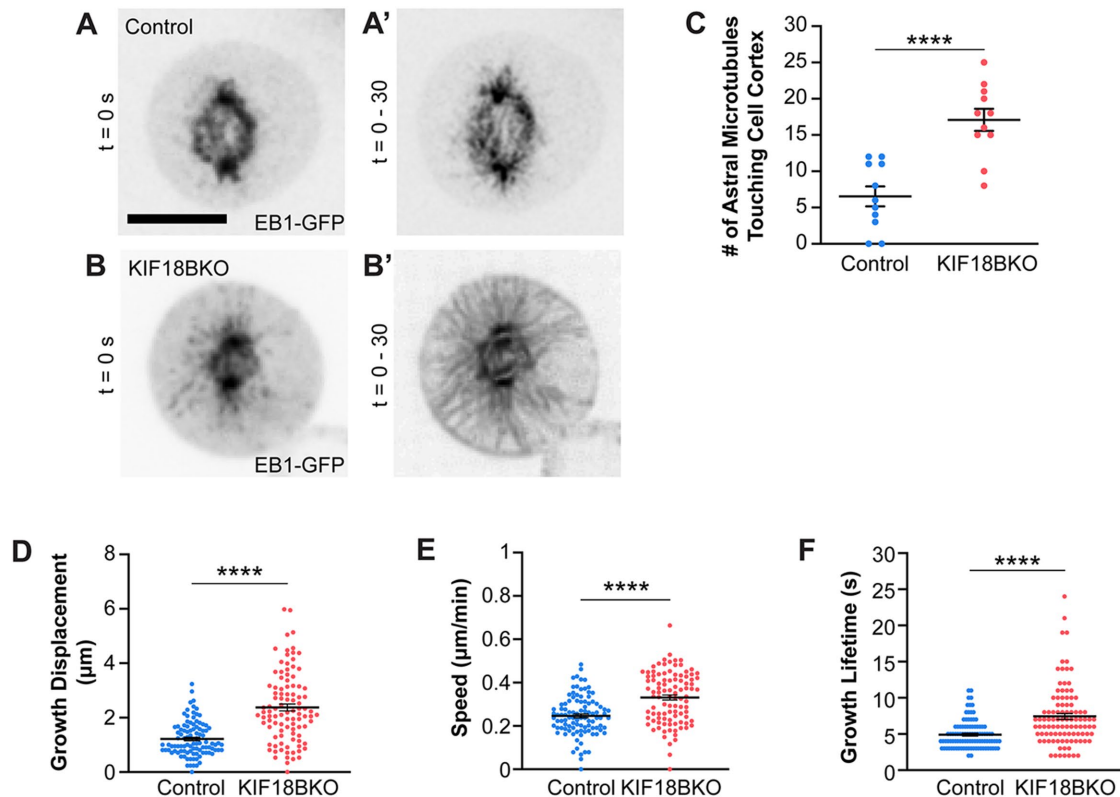 A
Control
t = 0 s
EB1-GFP
A'
t = 0 - 30
B
KIF18BKO
t = 0 s
EB1-GFP
B'
t = 0 - 30
C
# of Astral Microtubules
Touching Cell Cortex
30
25
20
15
10
5
0
****
Control
KIF18BKO
D
Growth Displacement
(μm)
8
6
4
2
0
****
Control
KIF18BKO
E
Speed (μm/min)
1
0.8
0.6
0.4
0.2
0
****
Control
KIF18BKO
F
Growth Lifetime (s)
30
25
20
15
10
5
0
****
Control
KIF18BKO